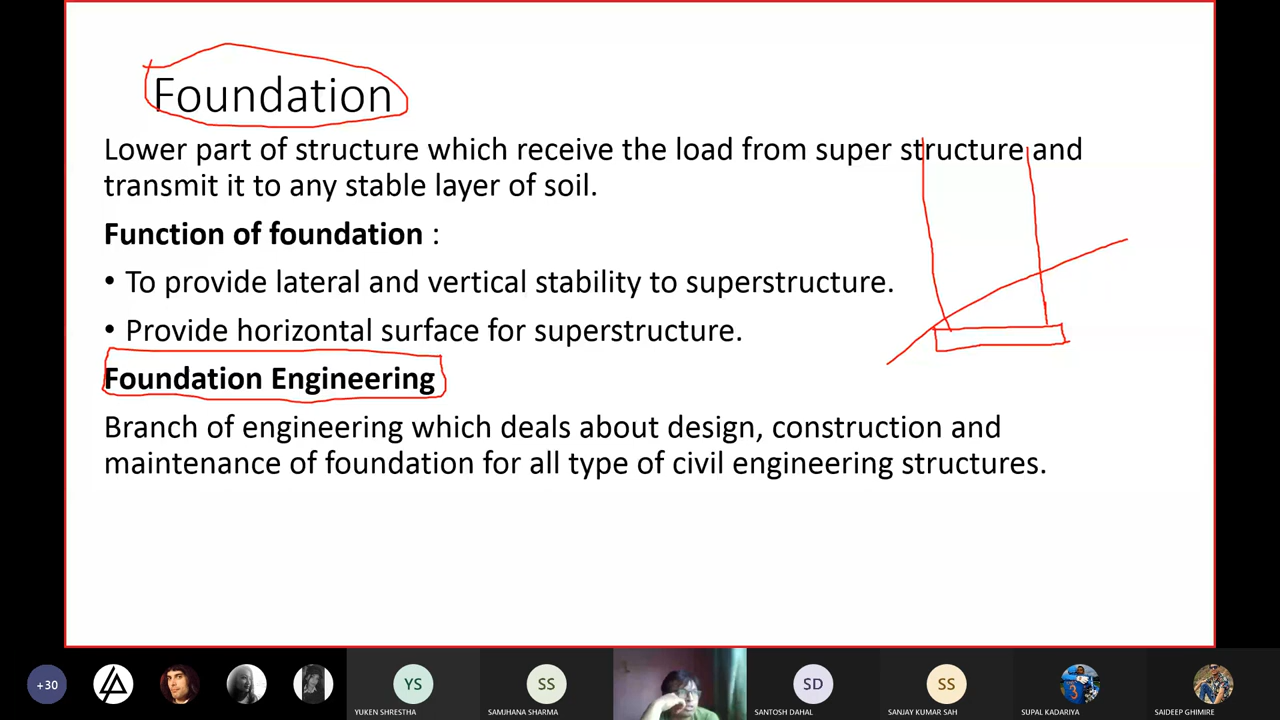 Foundation
Lower part of structure which receive the load from super structure and
transmit it to any stable layer of soil.
Function of foundation :
• To provide lateral and vertical stability to superstructure.
• Provide horizontal surface for superstructure.
Foundation Engineering
Branch of engineering which deals about design, construction and
maintenance of foundation for all type of civil engineering structures.
+30
YS
SS
SD
SS
3
YUKEN SHRESTHA
SAMJHANA SHARMA
SANTOSH DAHAL
SANJAY KUMAR SAH
SUPAL KADARIYA
SAIDEEP GHIMIRE